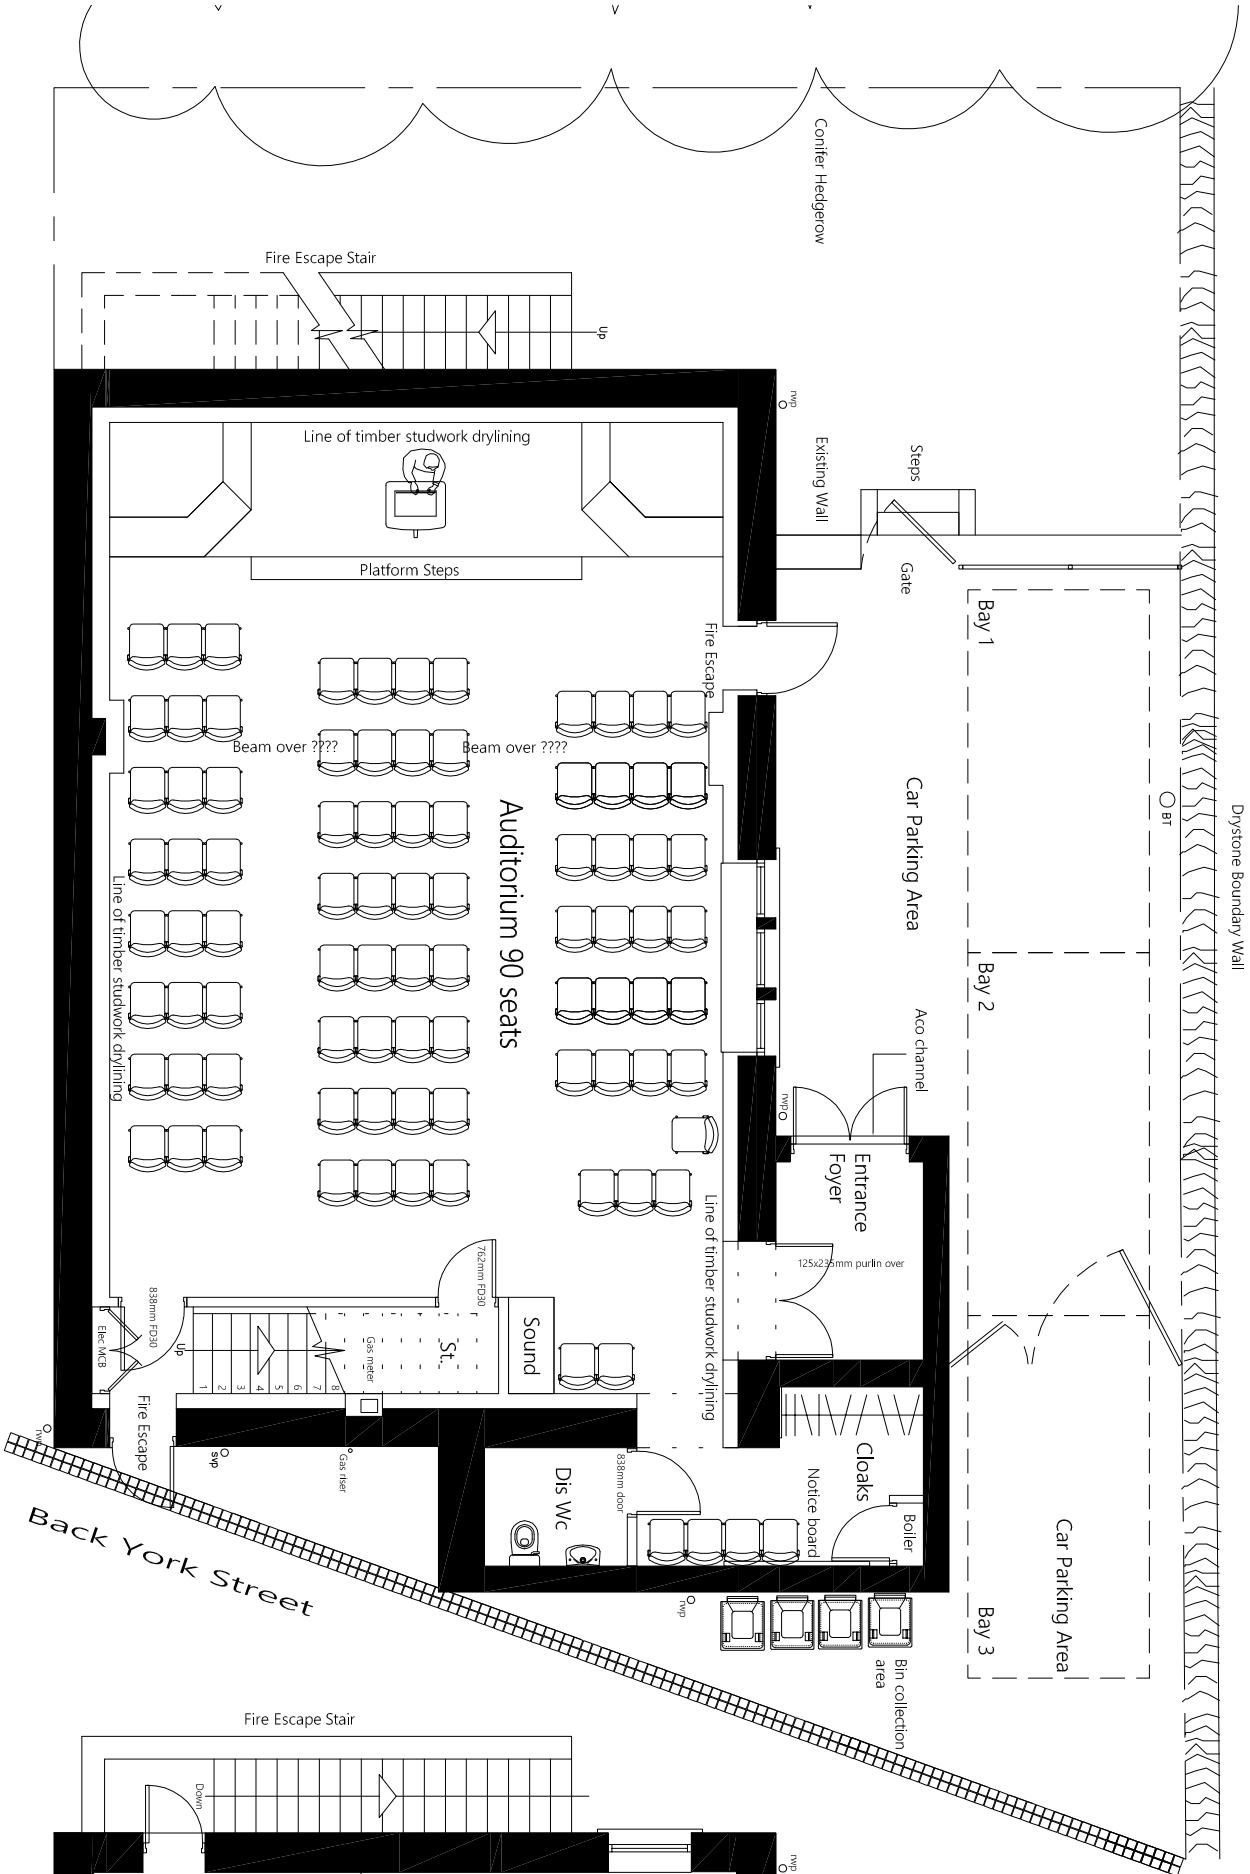 Conifer Hedgerow
Fire Escape Stair
Up
rwp
Line of timber studwork drylining
Existing Wall
Steps
Platform Steps
Gate
Bay 1
Fire Escape
Beam over ????
Beam over ????
Car Parking Area
BT
Drystone Boundary Wall
Auditorium 90 seats
Line of timber studwork drylining
Bay 2
Aco channel
rwp
Entrance
Foyer
125x235mm purlin over
Line of timber studwork drylining
762mm FD30
838mm FD30
Elec MCB
Up
1
2
3
4
5
6
7
8
Gas meter
St.
Sound
Fire Escape
rwp
svp
Gas riser
Dis Wc
838mm door
Cloaks
Notice board
Boiler
Car Parking Area
Bay 3
rwp
Bin collection
area
Back York Street
Fire Escape Stair
Down
rwp